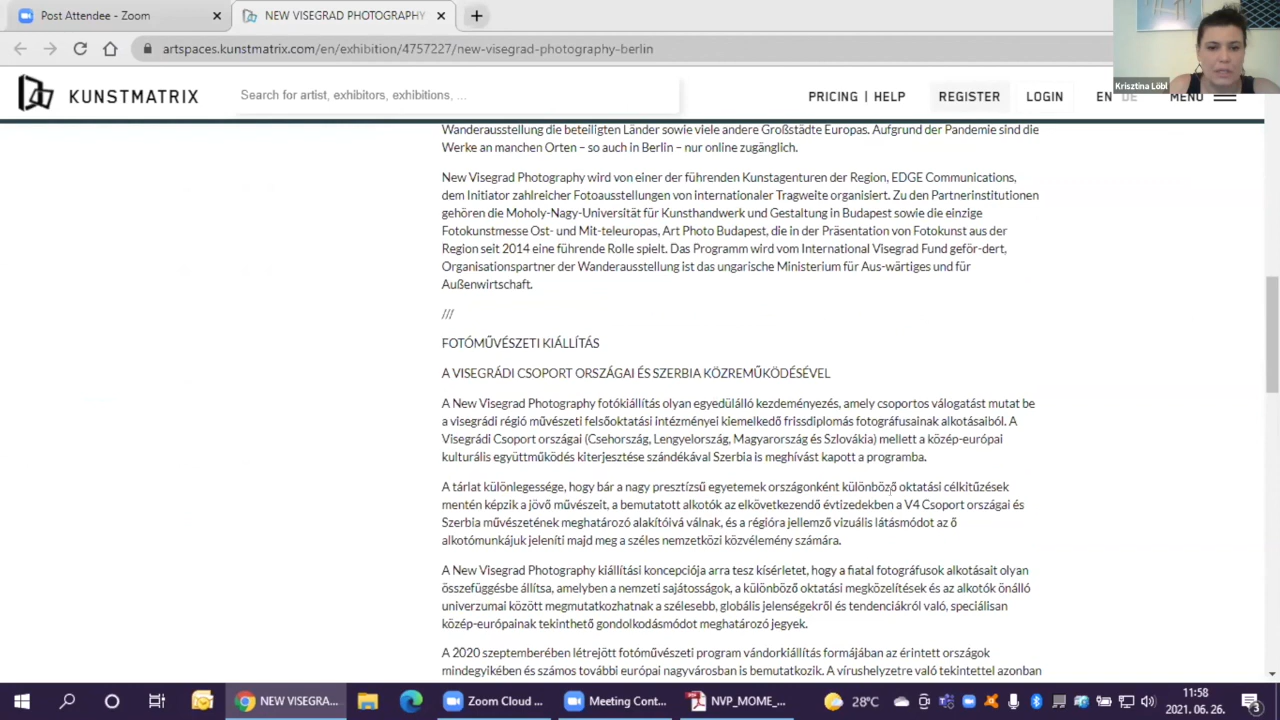 Post Attendee - Zoom
NEW VISEGRAD PHOTOGRAPHY
artspaces.kunstmatrix.com/en/exhibition/4757227/new-visegrad-photography-berlin
Krisztina Löbl
KUNSTMATRIX
Search for artist, exhibitors, exhibitions, ...
PRICING | HELP
REGISTER
LOGIN
EN DE
MENU
Wanderausstellung die beteiligten Länder sowie viele andere Großstädte Europas. Aufgrund der Pandemie sind die
Werke an manchen Orten – so auch in Berlin – nur online zugänglich.
New Visegrad Photography wird von einer der führenden Kunstagenturen der Region, EDGE Communications,
dem Initiator zahlreicher Fotoausstellungen von internationaler Tragweite organisiert. Zu den Partnerinstitutionen
gehören die Moholy-Nagy-Universität für Kunsthandwerk und Gestaltung in Budapest sowie die einzige
Fotokunstmesse Ost- und Mit-teleuropas, Art Photo Budapest, die in der Präsentation von Fotokunst aus der
Region seit 2014 eine führende Rolle spielt. Das Programm wird vom International Visegrad Fund geför-dert,
Organisationspartner der Wanderausstellung ist das ungarische Ministerium für Aus-wärtiges und für
Außenwirtschaft.
///
FOTÓMŰVÉSZETI KIÁLLÍTÁS
A VISEGRÁDI CSOPORT ORSZÁGAI ÉS SZERBIA KÖZREMŰKÖDÉSÉVEL
A New Visegrad Photography fotókiállítás olyan egyedülálló kezdeményezés, amely csoportos válogatást mutat be
a visegrádi régió művészeti felsőoktatási intézményei kiemelkedő frissdiplomás fotográfusainak alkotásaiból. A
Visegrádi Csoport országai (Csehország, Lengyelország, Magyarország és Szlovákia) mellett a közép-európai
kulturális együttműködés kiterjesztése szándékával Szerbia is meghívást kapott a programba.
A tárlat különlegessége, hogy bár a nagy presztízsű egyetemek országonként különböző oktatási célkitűzések
mentén képzik a jövő művészeit, a bemutatott alkotók az elkövetkezendő évtizedekben a V4 Csoport országai és
Szerbia művészetének meghatározó alakítóivá válnak, és a régióra jellemző vizuális látásmódot az ő
alkotómunkájuk jeleníti majd meg a széles nemzetközi közvélemény számára.
A New Visegrad Photography kiállítási koncepciója arra tesz kísérletet, hogy a fiatal fotográfusok alkotásait olyan
összefüggésbe állítsa, amelyben a nemzeti sajátosságok, a különböző oktatási megközelítések és az alkotók önálló
univerzumai között megmutatkozhatnak a szélesebb, globális jelenségekről és tendenciákról való, speciálisan
közép-európainak tekinthető gondolkodásmódot meghatározó jegyek.
A 2020 szeptemberében létrejött fotóművészeti program vándorkiállítás formájában az érintett országok
mindegyikében és számos további európai nagyvárosban is bemutatkozik. A vírushelyzetre való tekintettel azonban
NEW VISEGRA...
Zoom Cloud ...
Meeting Cont...
NVP_MOME_...
28°C
11:58
2021. 06. 26.
3